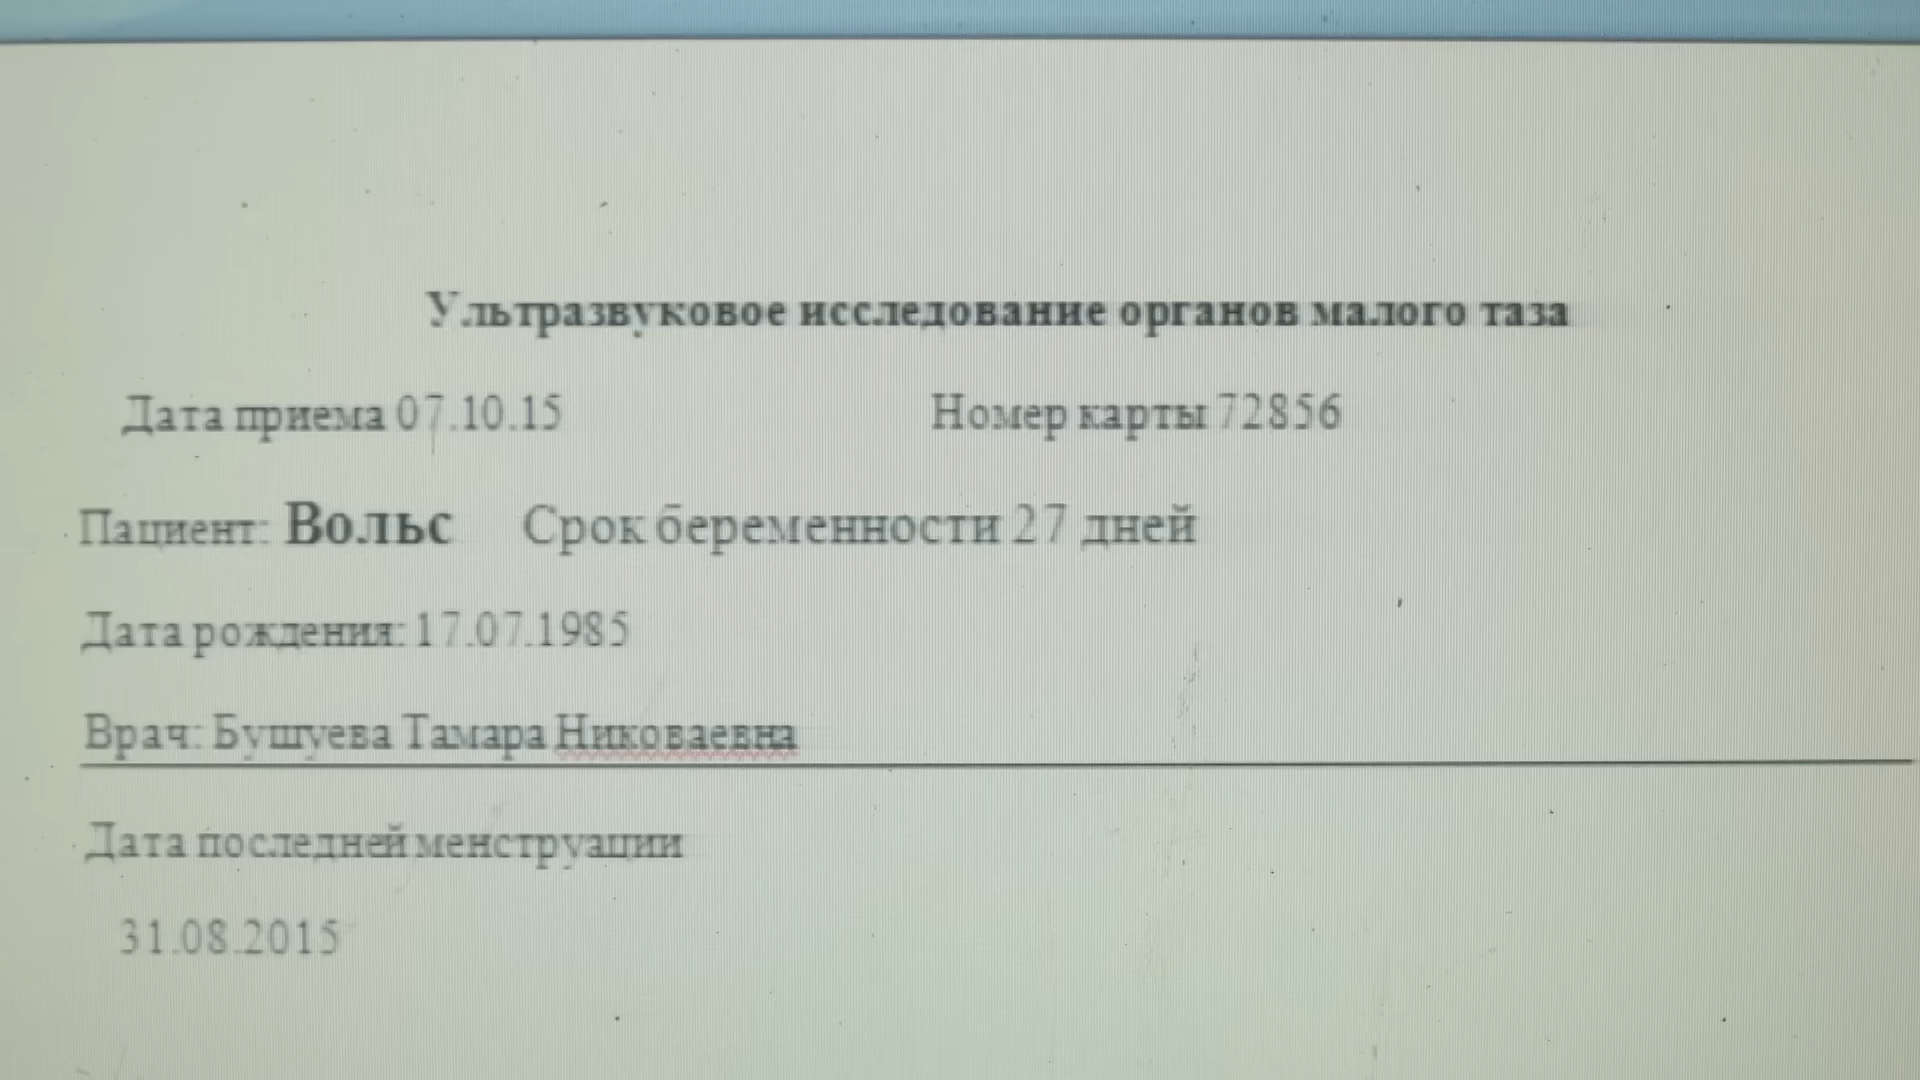 Ультразвуковое исследование органов малого таза
Дата приема 07.10.15 Номер карты 72856
Пациент: Вольс Срок беременности 27 дней
Дата рождения: 17.07.1985
Врач: Бушуева Тамара Никоваевна
Дата последней менструации
31.08.2015